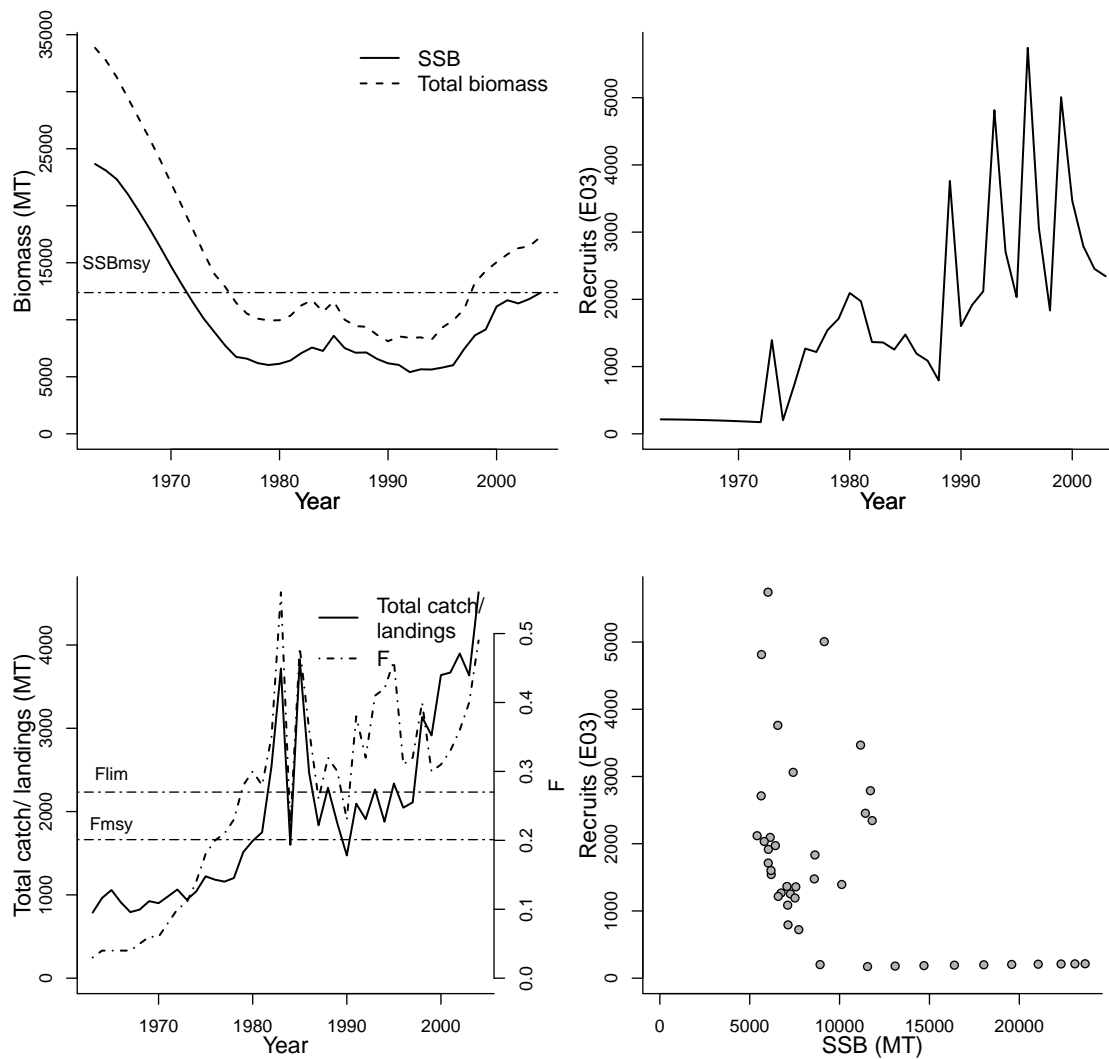 SSB
Total biomass
SSBmsy
Biomass (MT)
0
5000
15000
25000
35000
1970
1980
1990
2000
Year
Recruits (E03)
0
1000
2000
3000
4000
5000
1970
1980
1990
2000
Year
Total catch/
landings
F
Flim
Fmsy
Total catch/ landings (MT)
0
1000
2000
3000
4000
0.0
0.1
0.2
0.3
0.4
0.5
F
1970
1980
1990
2000
Year
Recruits (E03)
0
1000
2000
3000
4000
5000
0
5000
10000
15000
20000
SSB (MT)